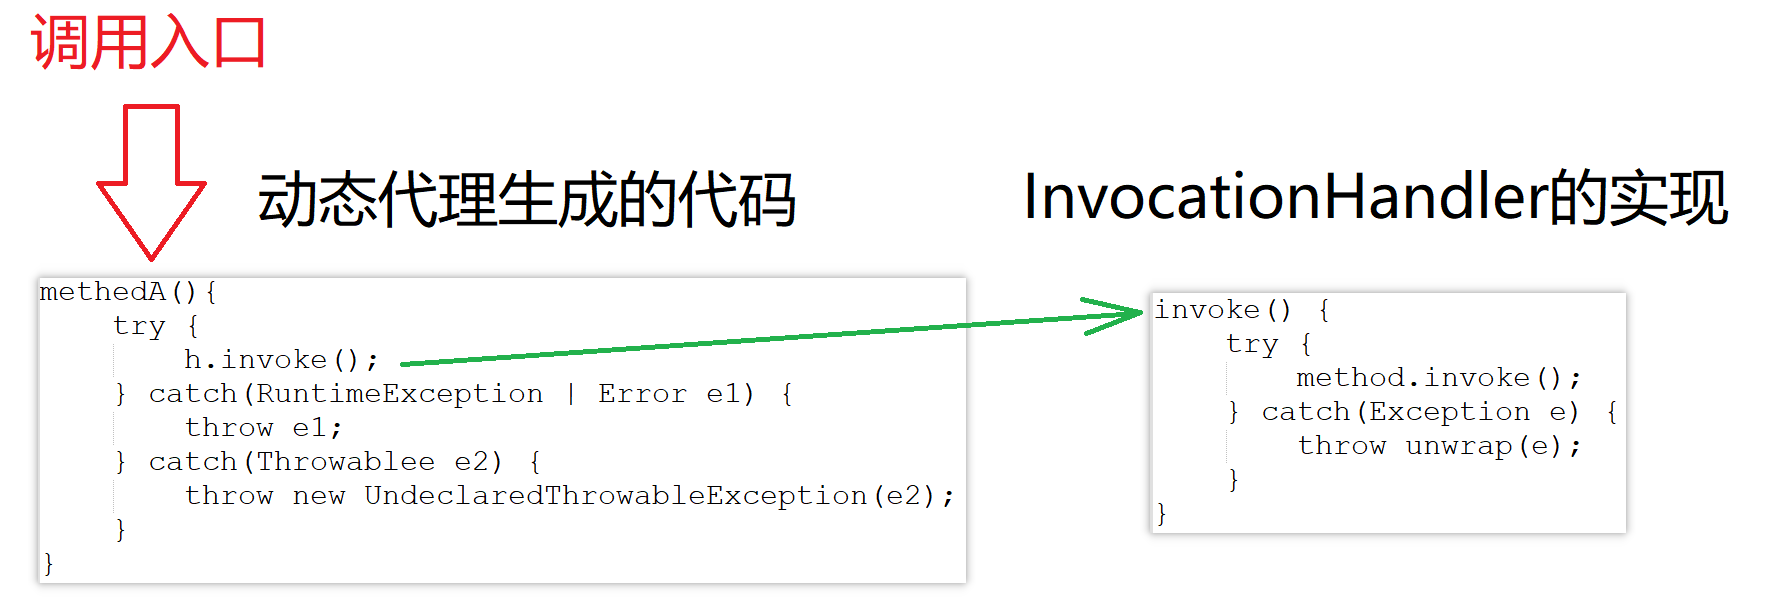 调用入口
动态代理生成的代码
InvocationHandler的实现
methedA(){
    try {
        h.invoke();
    } catch(RuntimeException | Error e1) {
        throw e1;
    } catch(Throwablee e2) {
        throw new UndeclaredThrowableException(e2);
    }
}
invoke() {
    try {
        method.invoke();
    } catch(Exception e) {
        throw unwrap(e);
    }
}